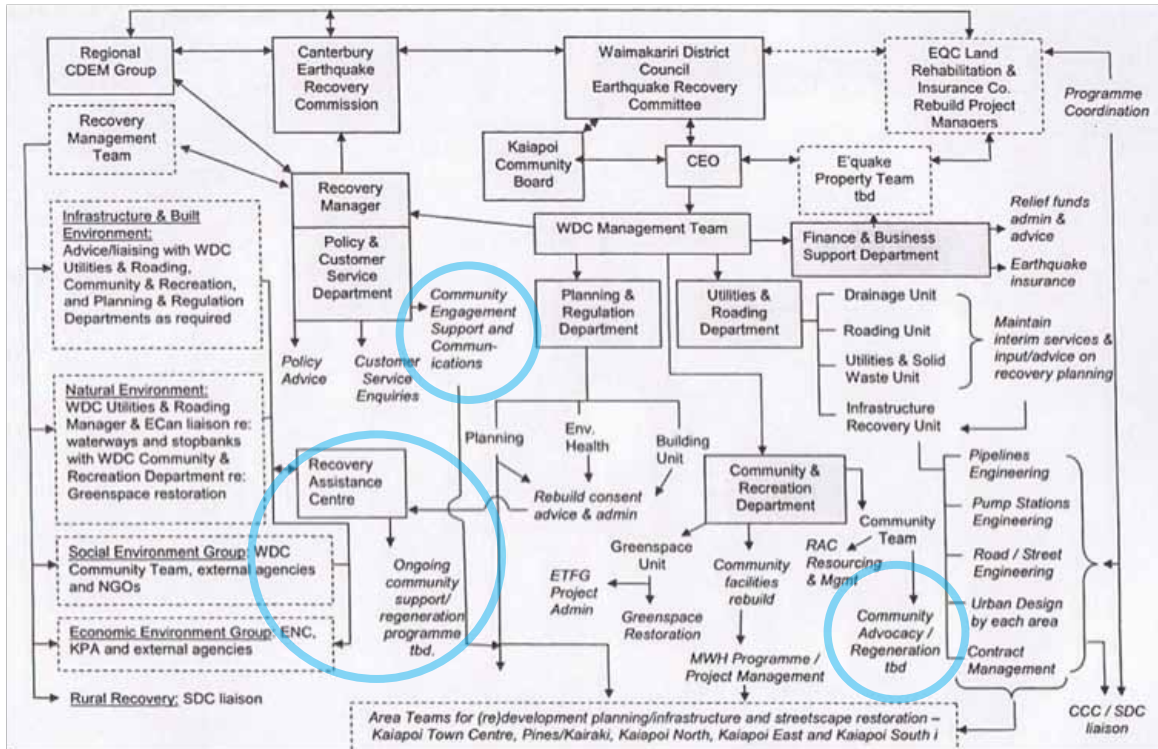 Regional
CDEM Group
Canterbury
Earthquake
Recovery
Commission
Waimakariri District
Council
Earthquake Recovery
Committee
EQC Land
Rehabilitation &
Insurance Co.
Rebuild Project
Managers
Programme
Coordination
Recovery
Management
Team
Kaiapoi
Community
Board
CEO
E'quake
Property Team
tbd
Recovery
Manager
Policy &
Customer
Service
Department
WDC Management Team
Finance & Business
Support Department
Relief funds
admin &
advice
Earthquake
insurance
Infrastructure & Built
Environment:
Advice/liaising with WDC
Utilities & Roading,
Community & Recreation,
and Planning & Regulation
Departments as required
Community
Engagement
Support and
Commun-
ications
Planning &
Regulation
Department
Utilities &
Roading
Department
Drainage Unit
Roading Unit
Utilities & Solid
Waste Unit
Infrastructure
Recovery Unit
Maintain
interim services &
input/advice on
recovery planning
Policy
Advice
Customer
Service
Enquiries
Natural Environment:
WDC Utilities & Roading
Manager & ECan liaison re:
waterways and stopbanks
with WDC Community &
Recreation Department re:
Greenspace restoration
Planning
Env.
Health
Building
Unit
Recovery
Assistance
Centre
Rebuild consent
advice & admin
Community &
Recreation
Department
Pipelines
Engineering
Pump Stations
Engineering
Road / Street
Engineering
Urban Design
by each area
Contract
Management
Social Environment Group: WDC
Community Team, external agencies
and NGOs
Ongoing
community
support/
regeneration
programme
tbd.
Greenspace
Unit
ETFG
Project
Admin
Greenspace
Restoration
Community
facilities
rebuild
RAC
Resourcing
& Mgmt
Community
Team
Community
Advocacy /
Regeneration
tbd
Economic Environment Group: ENC,
KPA and external agencies
MWH Programme /
Project Management
Rural Recovery: SDC liaison
CCC / SDC
liaison
Area Teams for (re)development planning/infrastructure and streetscape restoration –
Kaiapoi Town Centre, Pines/Kairaki, Kaiapoi North, Kaiapoi East and Kaiapoi South i